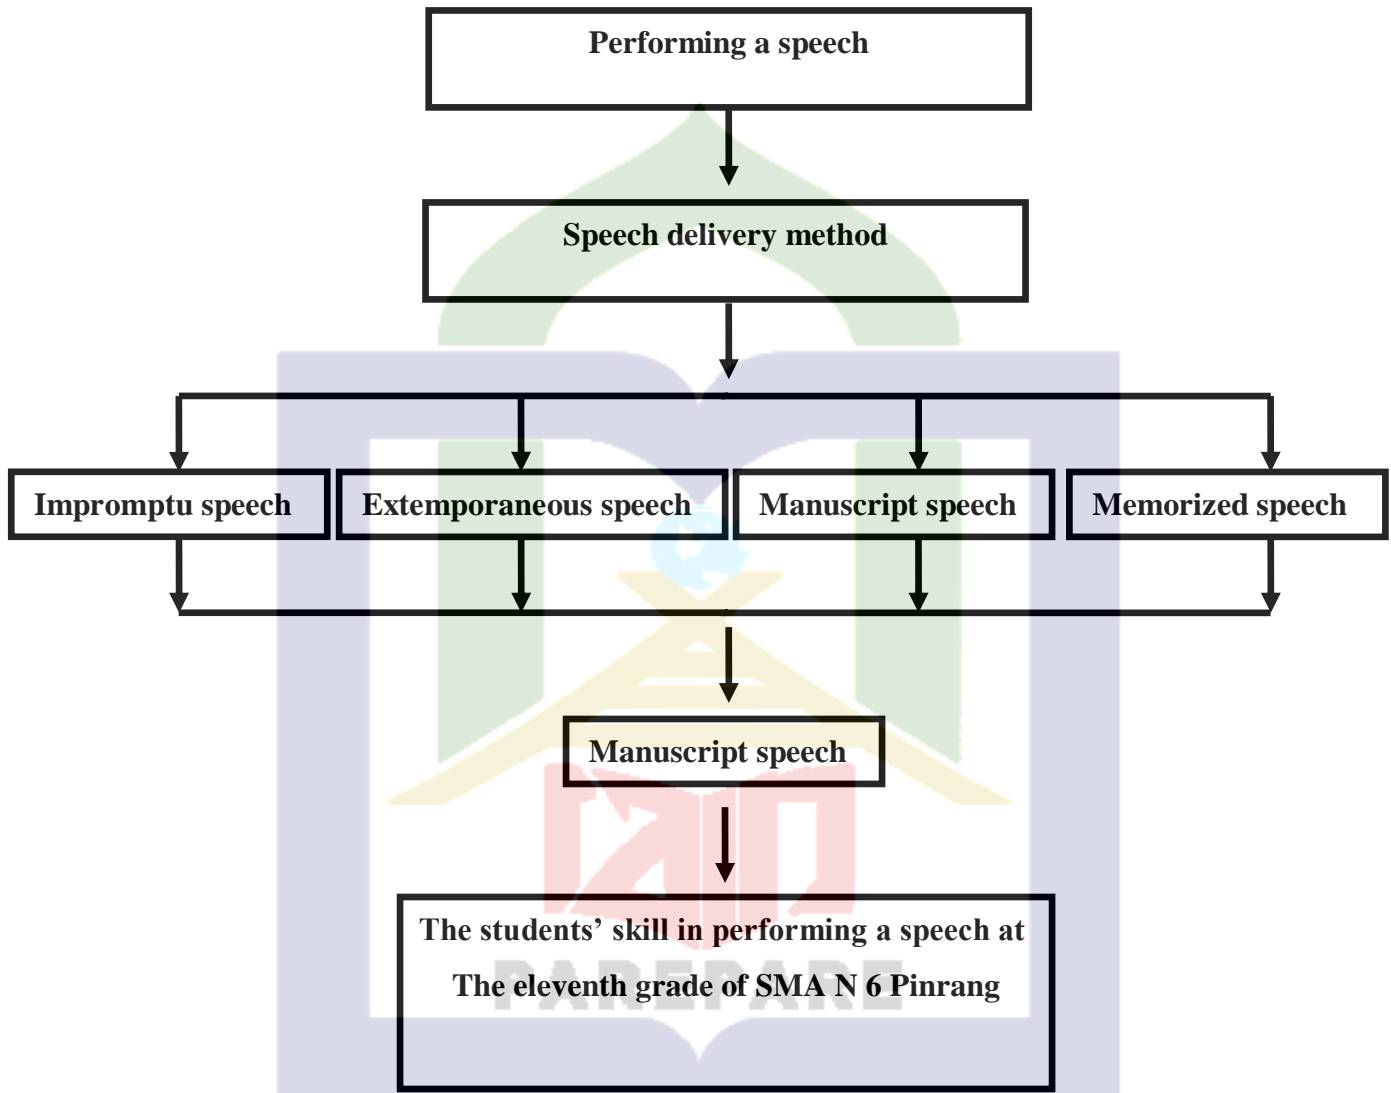 Performing a speech
Speech delivery method
Impromptu speech
Extemporaneous speech
Manuscript speech
Memorized speech
Manuscript speech
The students’ skill in performing a speech at
The eleventh grade of SMA N 6 Pinrang
PAREPARE